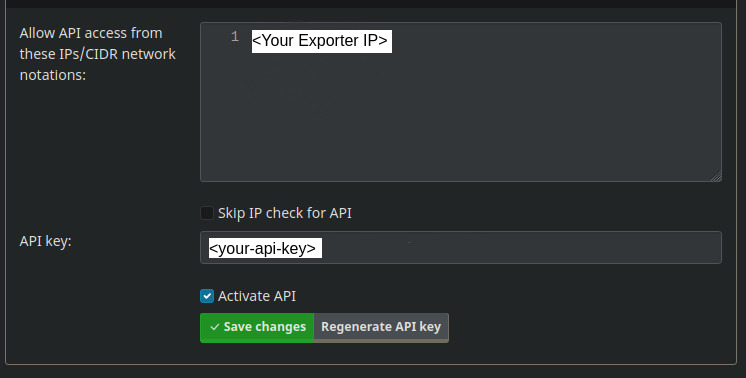 Allow API access from
these IPs/CIDR network
notations:
1 <Your Exporter IP>
Skip IP check for API
API key:
<your-api-key>
Activate API
✓ Save changes Regenerate API key